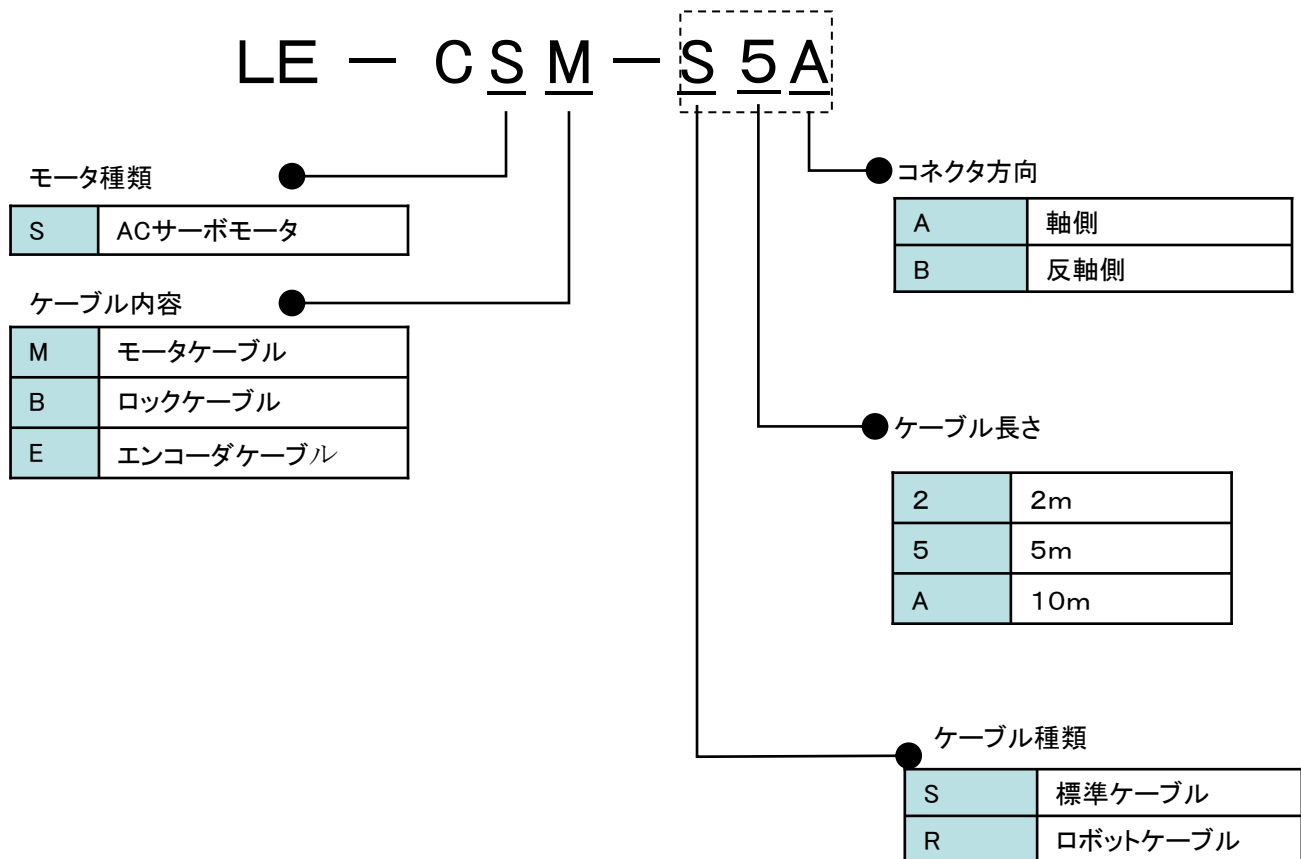 LE － CSM－S5A
モータ種類
S ACサーボモータ
ケーブル内容
M モータケーブル
B ロックケーブル
E エンコーダケーブル
コネクタ方向
A 軸側
B 反軸側
ケーブル長さ
2 2m
5 5m
A 10m
ケーブル種類
S 標準ケーブル
R ロボットケーブル